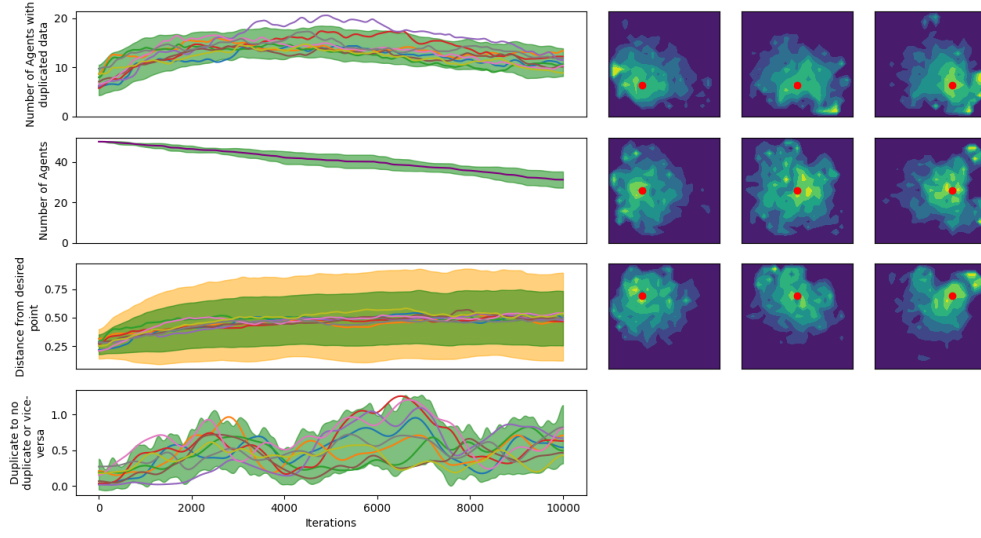 Number of Agents with
duplicated data
20
10
0
Number of Agents
40
20
0
Distance from desired
point
0.75
0.50
0.25
Duplicate to no
duplicate or vice-
versa
1.0
0.5
0.0
0 2000 4000 6000 8000 10000
Iterations